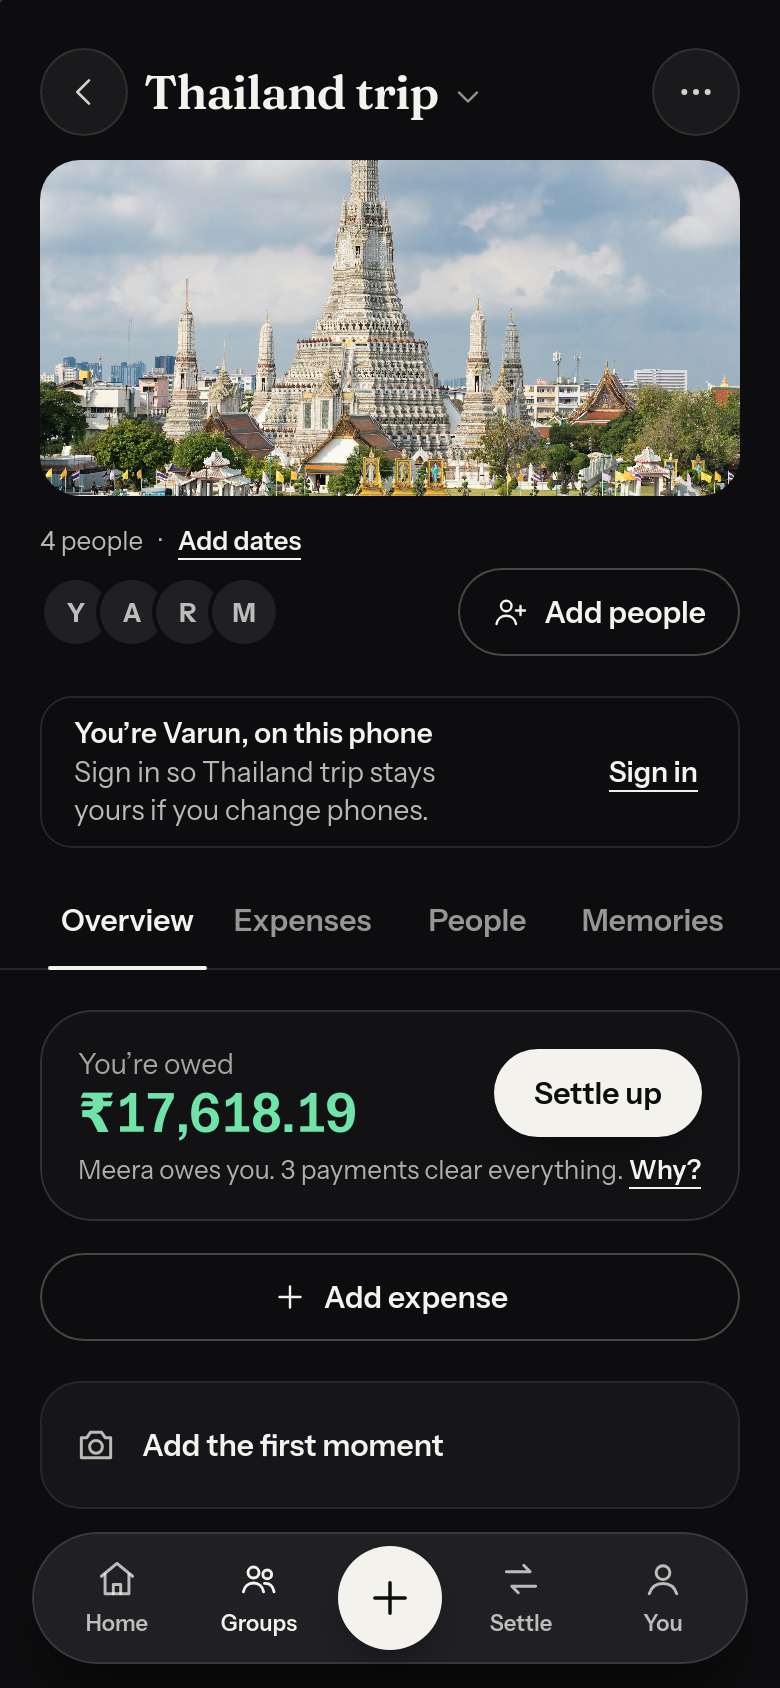 Thailand trip
4 people · Add dates
Y A R M
Add people
You’re Varun, on this phone
Sign in so Thailand trip stays
yours if you change phones.
Sign in
Overview Expenses People Memories
You’re owed
₹17,618.19
Settle up
Meera owes you. 3 payments clear everything. Why?
Add expense
Add the first moment
Home Groups Settle You